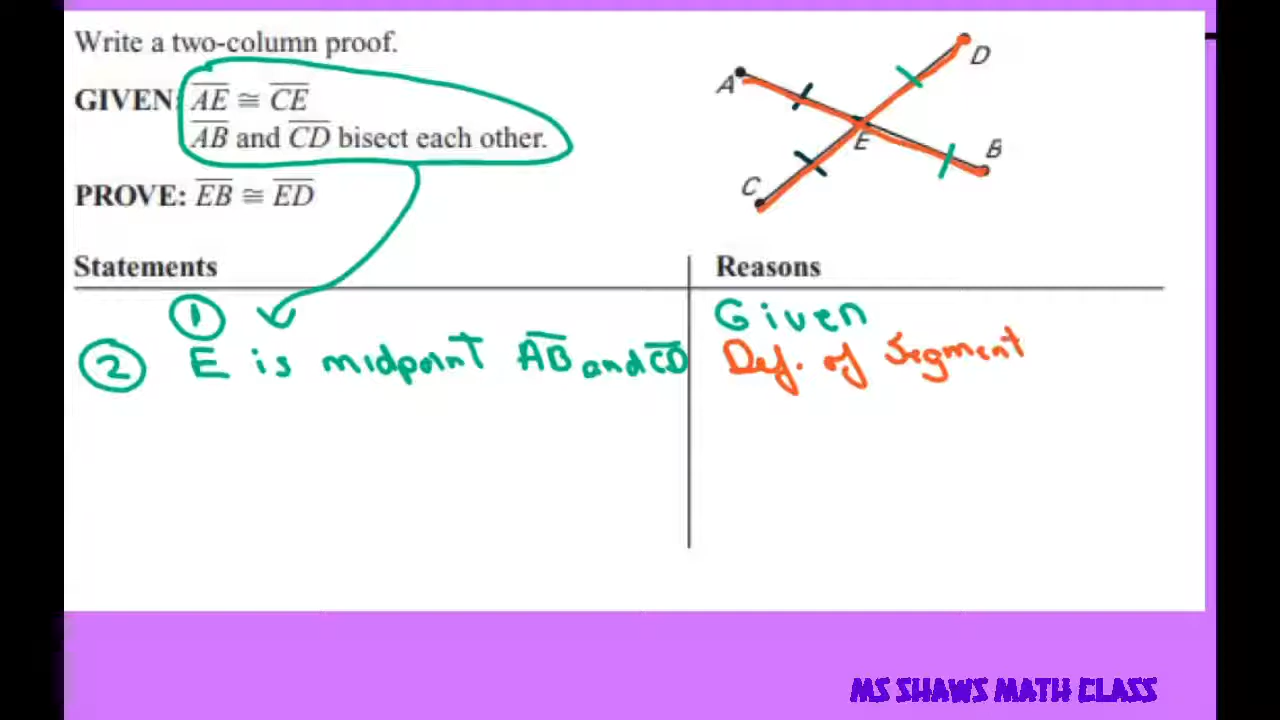 Write a two-column proof.
GIVEN: AE ≅ CE
AB and CD bisect each other.
PROVE: EB ≅ ED
A
D
E
B
C
Statements
Reasons
① Given
② E is midpoint AB and CD Def. of Segment
MS SHAWS MATH CLASS